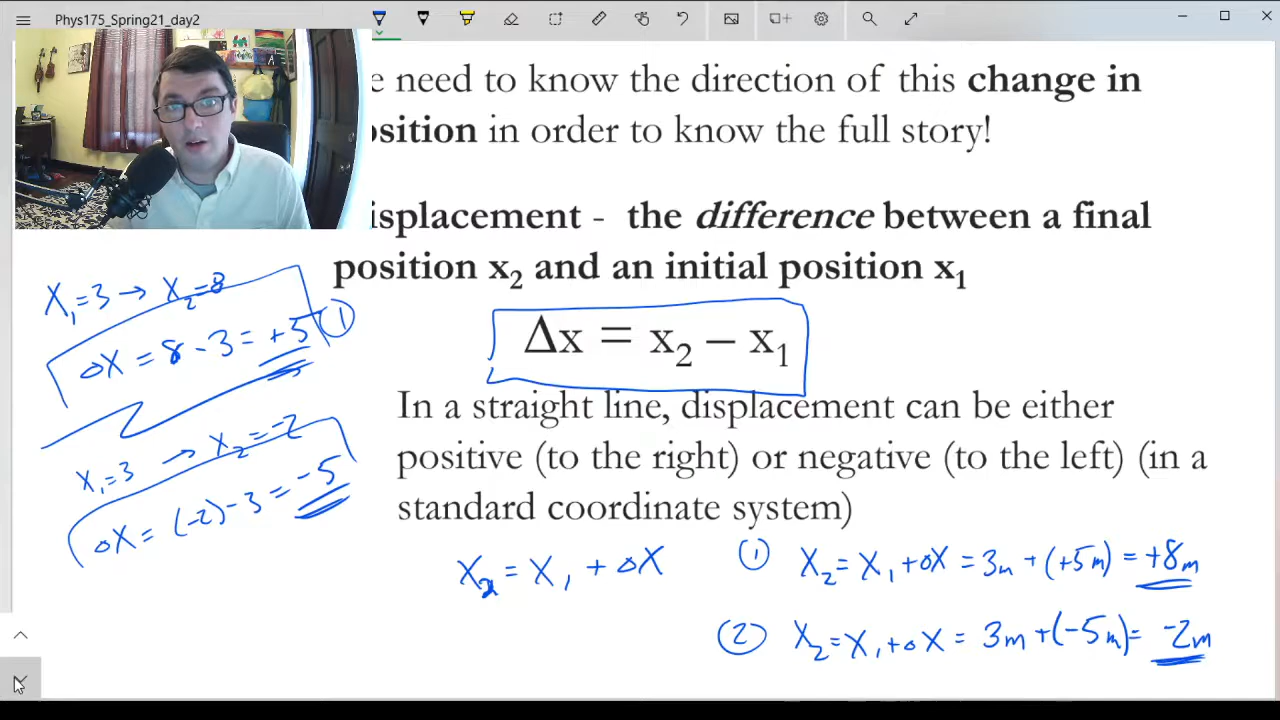 Phys175_Spring21_day2
e need to know the direction of this change in
osition in order to know the full story!
isplacement - the difference between a final
position x₂ and an initial position x₁
Δx = x₂ – x₁
In a straight line, displacement can be either
positive (to the right) or negative (to the left) (in a
standard coordinate system)
X₁=3 → X₂=8
ΔX = 8 - 3 = +5 ①
X₁=3 → X₂=-2
ΔX = (-2) - 3 = -5
X₂ = X₁ + ΔX
① X₂ = X₁ + ΔX = 3m + (+5m) = +8m
② X₂ = X₁ + ΔX = 3m + (-5m) = -2m